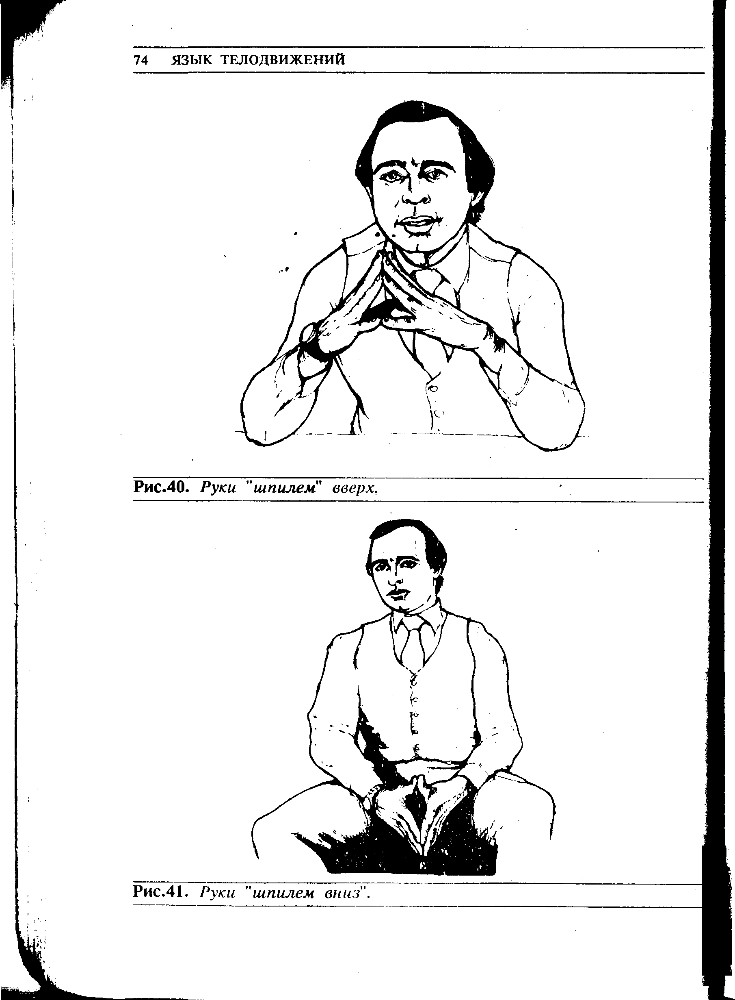 74 ЯЗЫК ТЕЛОДВИЖЕНИЙ
Рис.40. Руки "шпилем" вверх.
Рис.41. Руки "шпилем вниз".